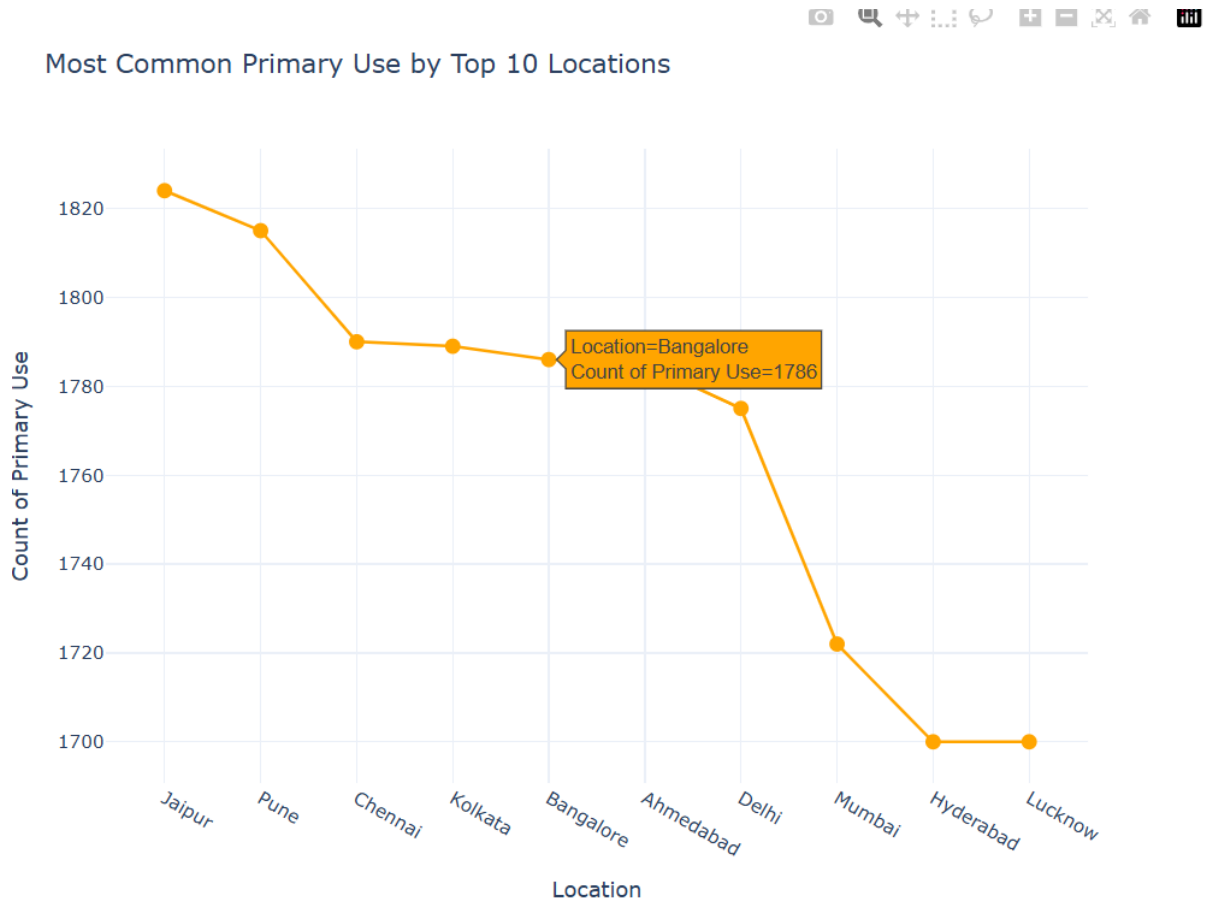 Most Common Primary Use by Top 10 Locations
Count of Primary Use
1820
1800
1780
1760
1740
1720
1700
Location=Bangalore
Count of Primary Use=1786
Jaipur
Pune
Chennai
Kolkata
Bangalore
Ahmedabad
Delhi
Mumbai
Hyderabad
Lucknow
Location